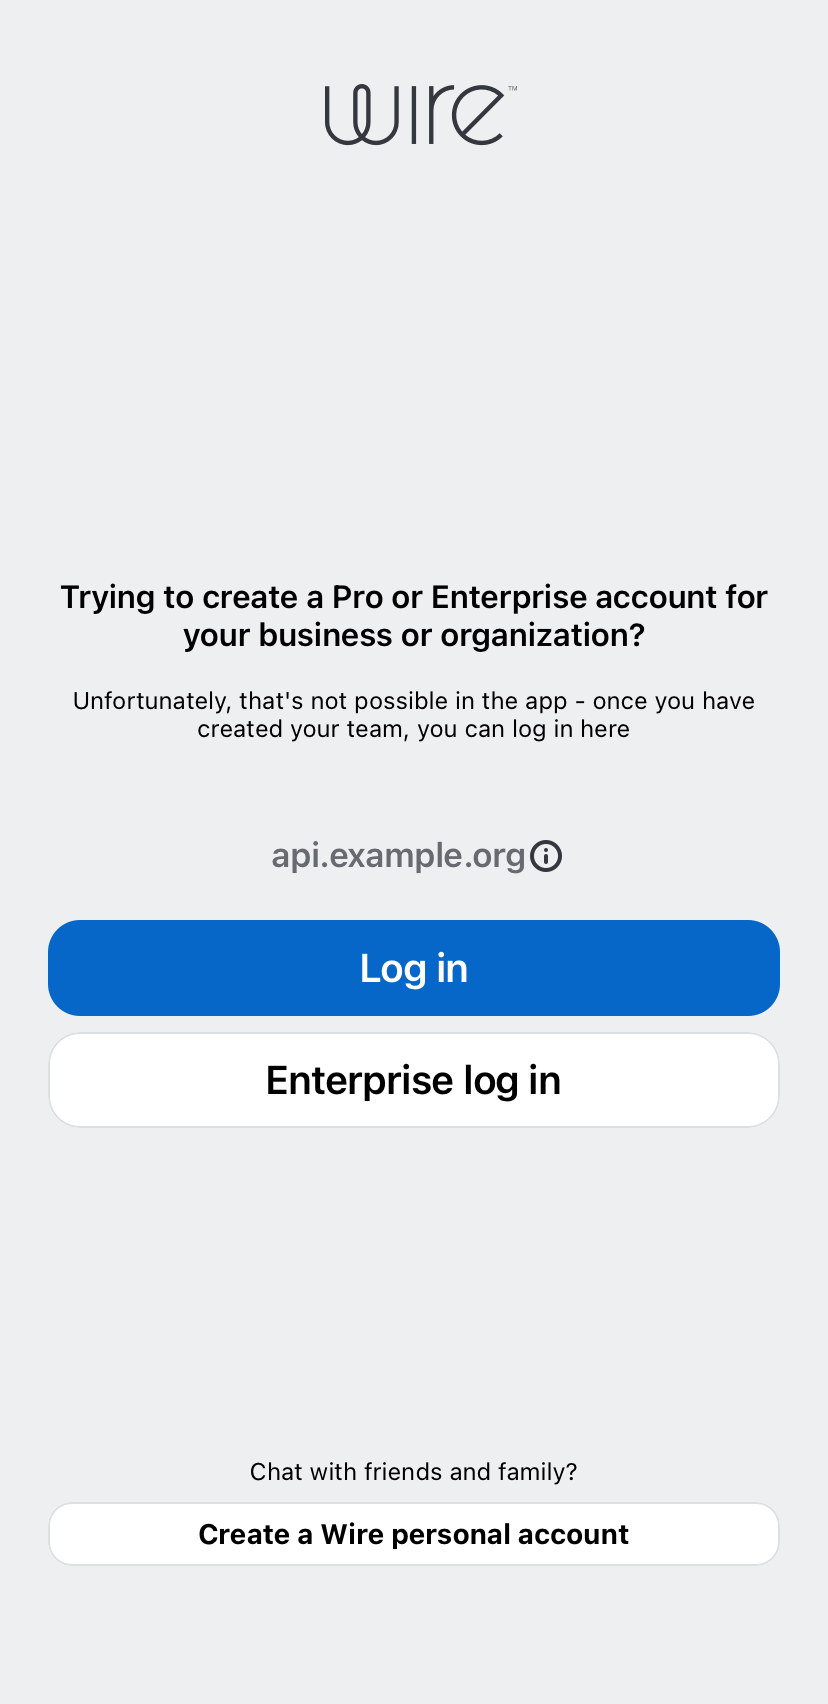 wire™
Trying to create a Pro or Enterprise account for
your business or organization?
Unfortunately, that's not possible in the app - once you have
created your team, you can log in here
api.example.org
Log in
Enterprise log in
Chat with friends and family?
Create a Wire personal account